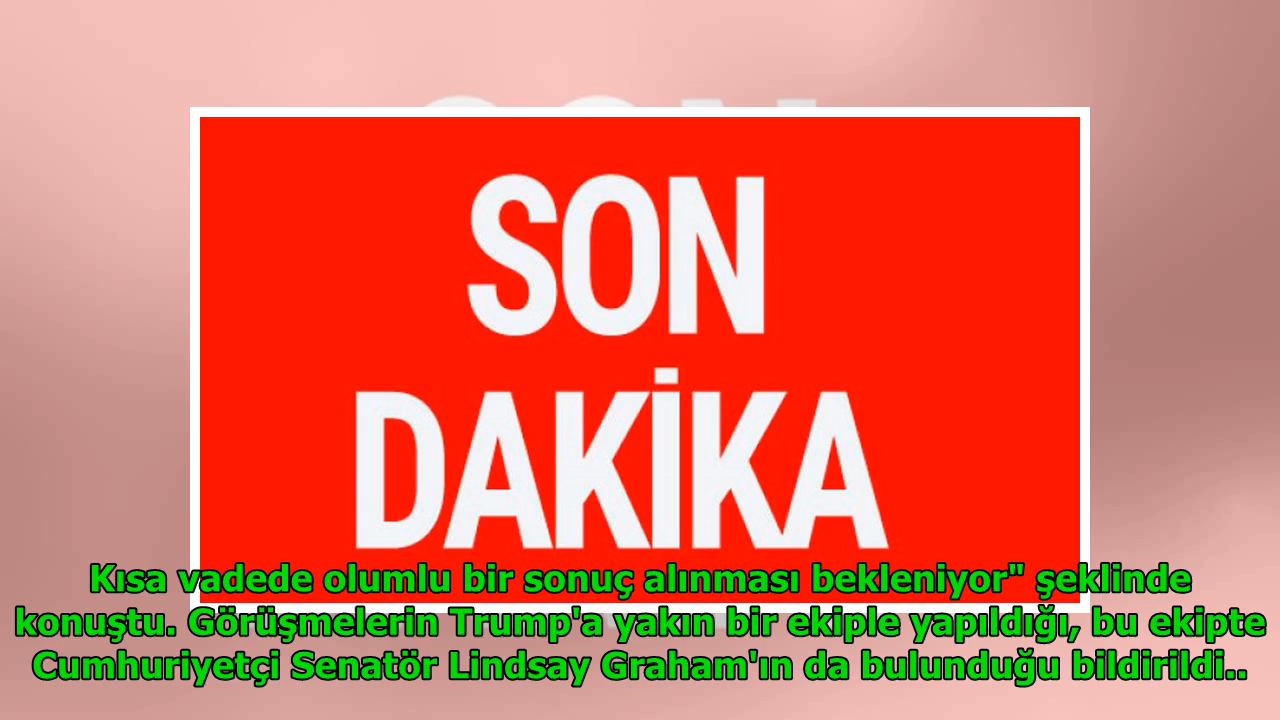 SON
DAKİKA
Kısa vadede olumlu bir sonuç alınması bekleniyor" şeklinde
konuştu. Görüşmelerin Trump'a yakın bir ekiple yapıldığı, bu ekipte
Cumhuriyetçi Senatör Lindsay Graham'ın da bulunduğu bildirildi..